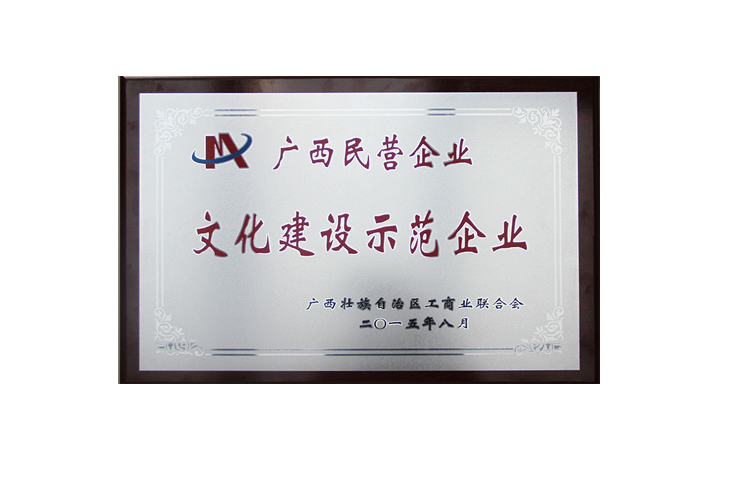 广西民营企业
文化建设示范企业
广西壮族自治区工商业联合会
二〇一五年八月